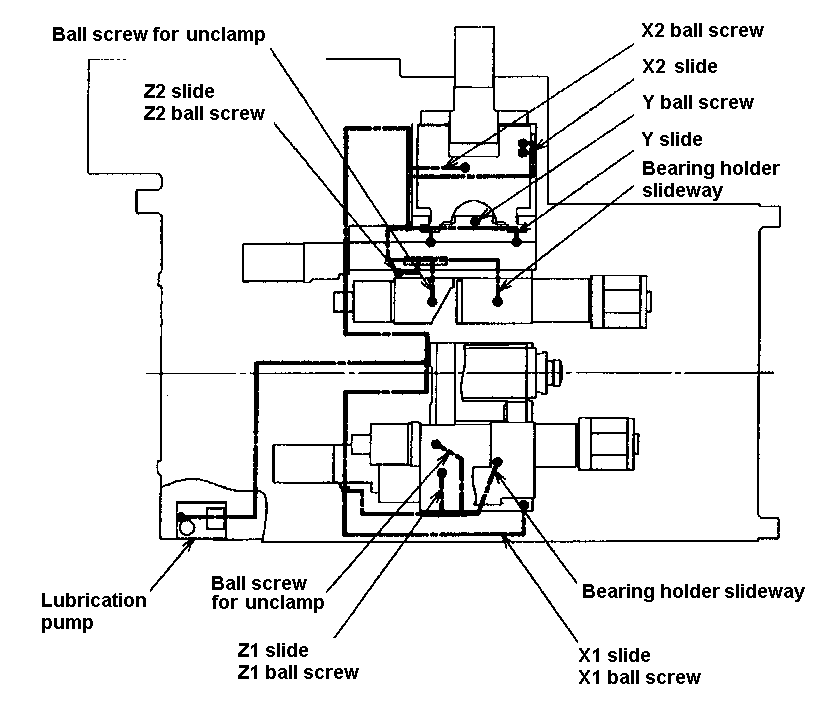 Ball screw for unclamp
X2 ball screw
X2 slide
Z2 slide
Z2 ball screw
Y ball screw
Y slide
Bearing holder
slideway
Lubrication
pump
Ball screw
for unclamp
Bearing holder slideway
Z1 slide
Z1 ball screw
X1 slide
X1 ball screw